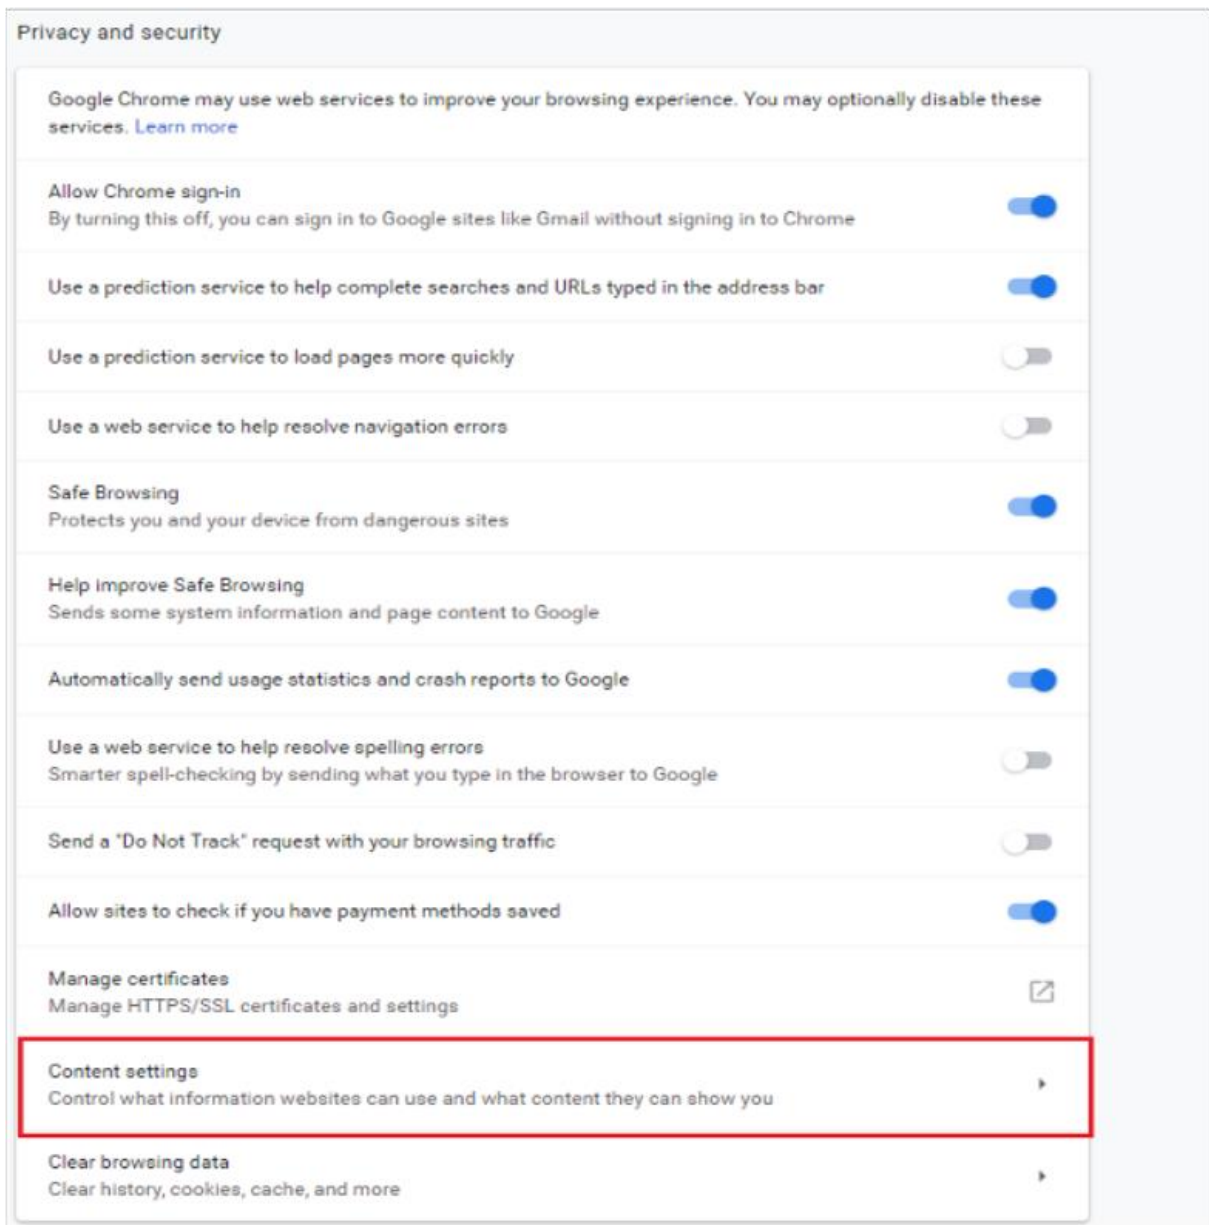 Privacy and security
Google Chrome may use web services to improve your browsing experience. You may optionally disable these
services. Learn more
Allow Chrome sign-in
By turning this off, you can sign in to Google sites like Gmail without signing in to Chrome
Use a prediction service to help complete searches and URLs typed in the address bar
Use a prediction service to load pages more quickly
Use a web service to help resolve navigation errors
Safe Browsing
Protects you and your device from dangerous sites
Help improve Safe Browsing
Sends some system information and page content to Google
Automatically send usage statistics and crash reports to Google
Use a web service to help resolve spelling errors
Smarter spell-checking by sending what you type in the browser to Google
Send a "Do Not Track" request with your browsing traffic
Allow sites to check if you have payment methods saved
Manage certificates
Manage HTTPS/SSL certificates and settings
Content settings
Control what information websites can use and what content they can show you
Clear browsing data
Clear history, cookies, cache, and more